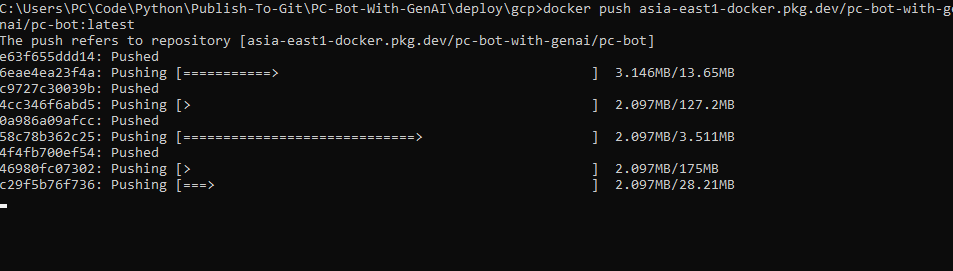 C:\Users\PC\Code\Python\Publish-To-Git\PC-Bot-With-GenAI\deploy\gcp>docker push asia-east1-docker.pkg.dev/pc-bot-with-ge
nai/pc-bot:latest
The push refers to repository [asia-east1-docker.pkg.dev/pc-bot-with-genai/pc-bot]
e63f655ddd14: Pushed
6eae4ea23f4a: Pushing [===========>                                       ]  3.146MB/13.65MB
c9727c30039b: Pushed
4cc346f6abd5: Pushing [>                                                  ]  2.097MB/127.2MB
0a986a09afcc: Pushed
58c78b362c25: Pushing [=============================>                     ]  2.097MB/3.511MB
4f4fb700ef54: Pushed
46980fc07302: Pushing [>                                                  ]  2.097MB/175MB
c29f5b76f736: Pushing [===>                                               ]  2.097MB/28.21MB